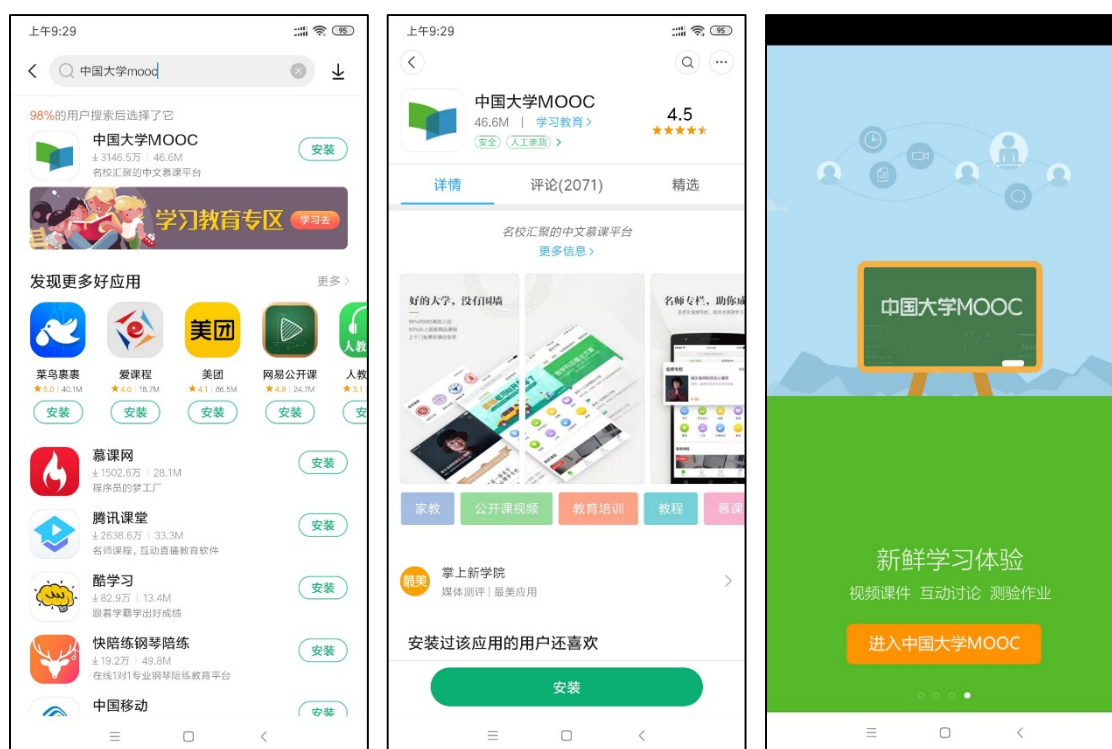 上午9:29
95
中国大学mooc
98%的用户搜索后选择了它
中国大学MOOC
3146.5万 | 46.6M
名校汇聚的中文慕课平台
安装
学习教育专区
学习去
发现更多好应用
更多
菜鸟裹裹
爱课程
美团
网易公开课
人教
美团
人教
5.0 | 40.1M
4.0 | 18.7M
4.1 | 86.5M
4.9 | 24.7M
3.1
安装
安装
安装
安装
安
慕课网
1502.6万 | 28.1M
程序员的梦工厂
安装
腾讯课堂
2638.6万 | 33.3M
名师课程，互动直播教育软件
安装
酷学习
82.9万 | 13.4M
跟着学霸学出好成绩
安装
快陪练钢琴陪练
19.2万 | 49.8M
在线1对1专业钢琴陪练教育平台
安装
中国移动
安装
上午9:29
95
中国大学MOOC
46.6M | 学习教育
安全
人工亲测
4.5
详情
评论(2071)
精选
名校汇聚的中文慕课平台
更多信息
好的大学，没有围墙
名师专栏，助你成
家教
公开课视频
教育培训
教程
慕课
最美
掌上新学院
媒体测评 | 最美应用
安装过该应用的用户还喜欢
安装
中国大学MOOC
新鲜学习体验
视频课件 互动讨论 测验作业
进入中国大学MOOC